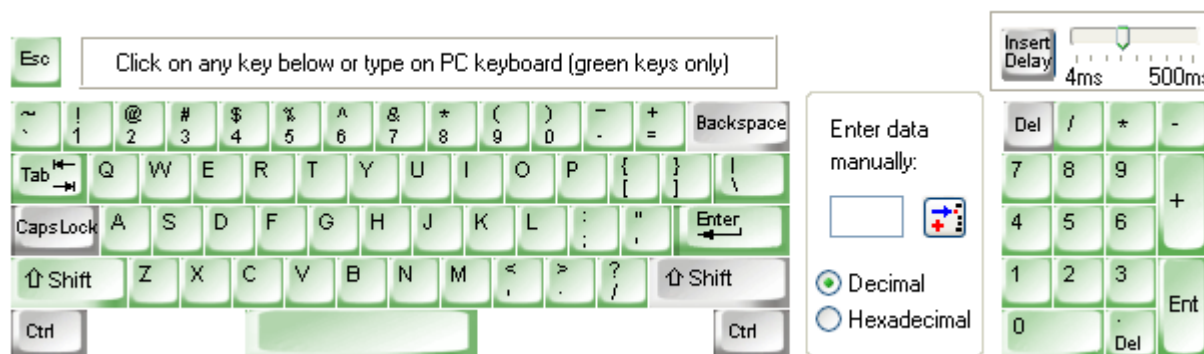 Insert
Delay
4ms 500ms
Esc Click on any key below or type on PC keyboard (green keys only)
~ ! @ # $ % ^ & * ( ) _ +
` 1 2 3 4 5 6 7 8 9 0 - = Backspace
Tab Q W E R T Y U I O P { } |
[ ] \
CapsLock A S D F G H J K L : " Enter
; '
Shift Z X C V B N M < > ? Shift
, . /
Ctrl Ctrl
Enter data
manually:
Decimal
Hexadecimal
Del / * -
7 8 9 +
4 5 6
1 2 3 Ent
0 .
Del